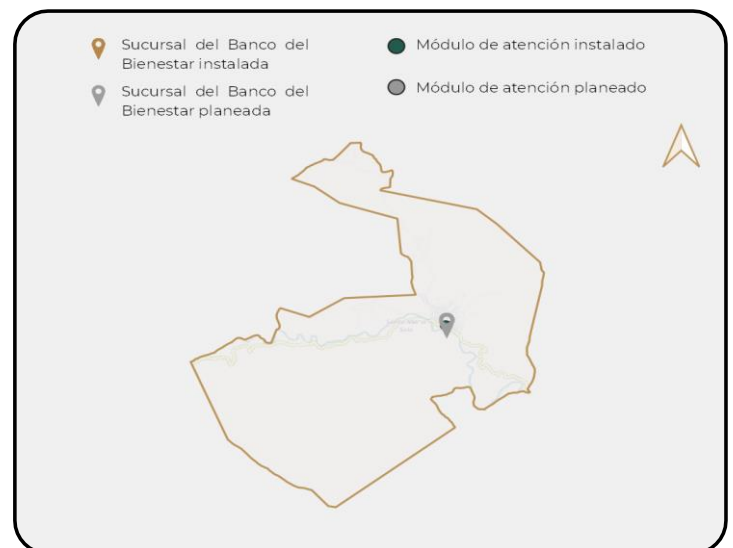 Sucursal del Banco del
Bienestar instalada
Sucursal del Banco del
Bienestar planeada
Módulo de atención instalado
Módulo de atención planeado